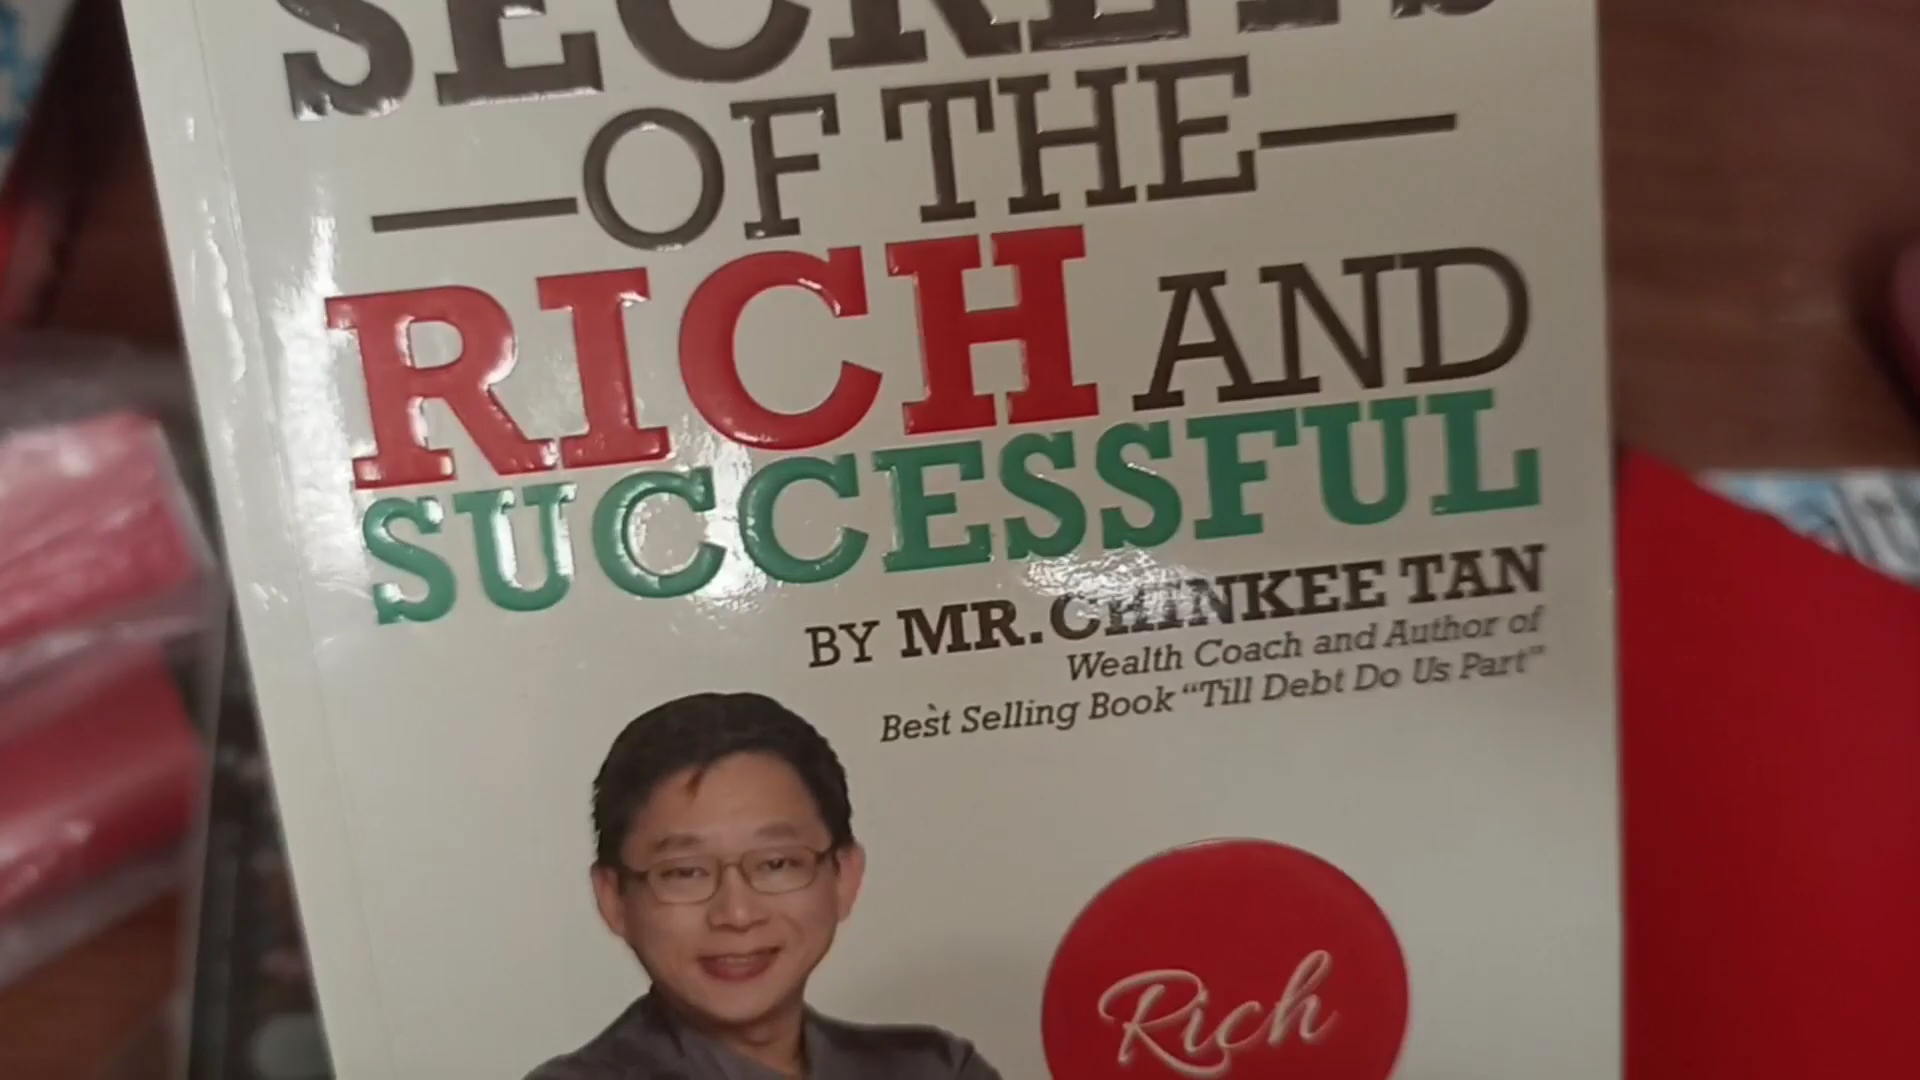 SECRETS
OF THE
RICH AND
SUCCESSFUL
BY MR. CHINKEE TAN
Wealth Coach and Author of
Best Selling Book “Till Debt Do Us Part”
Rich